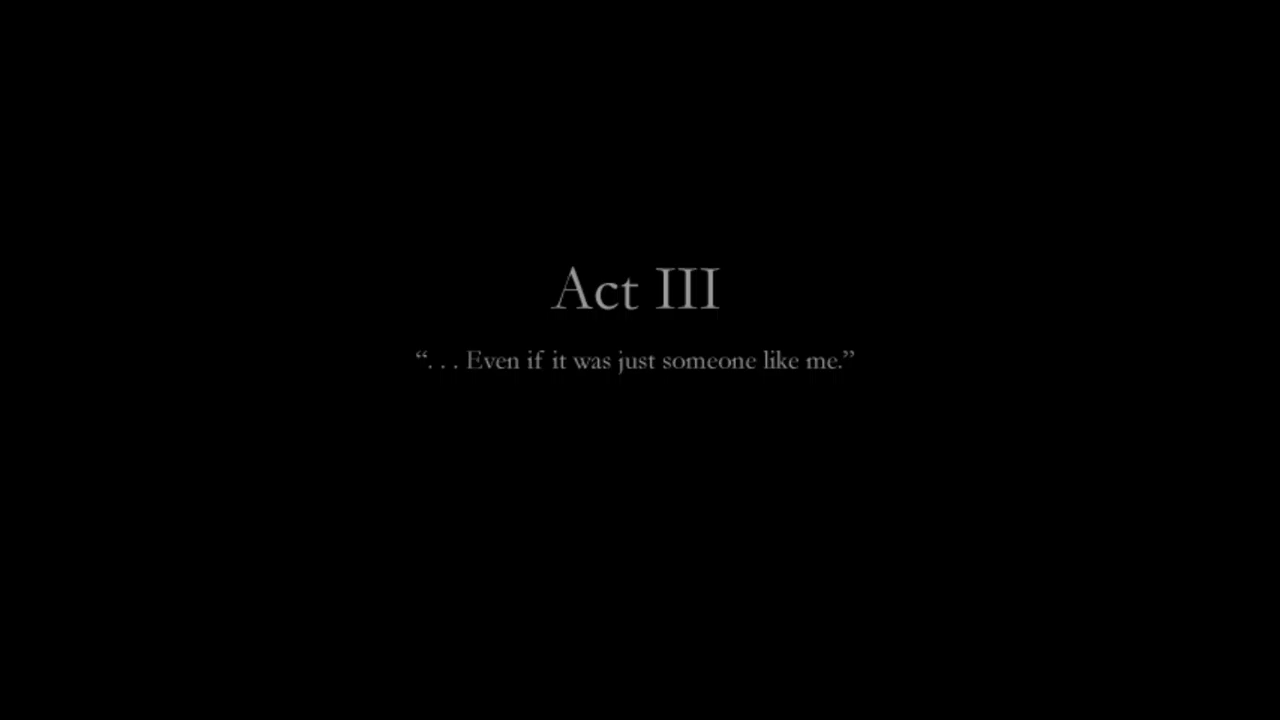 Act III
“. . . Even if it was just someone like me.”